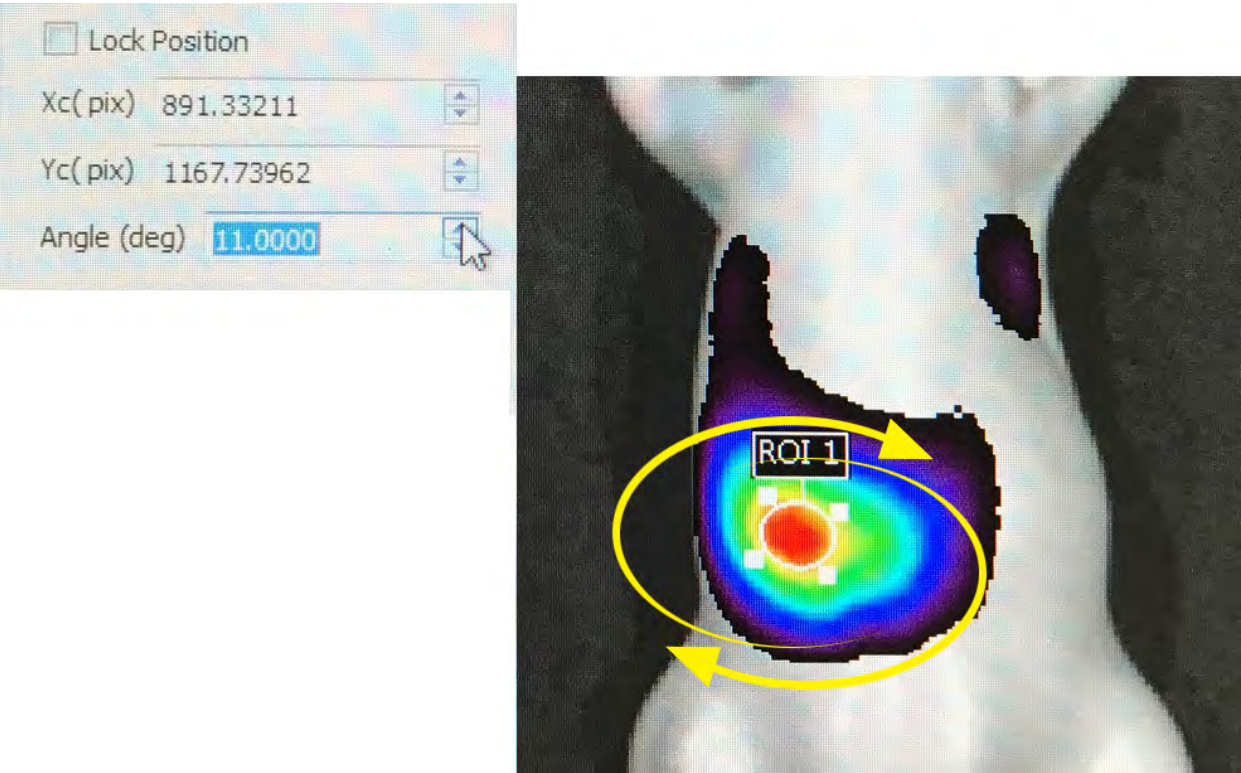 Lock Position
Xc( pix) 891.33211
Yc( pix) 1167.73962
Angle (deg) 11.0000
ROI 1